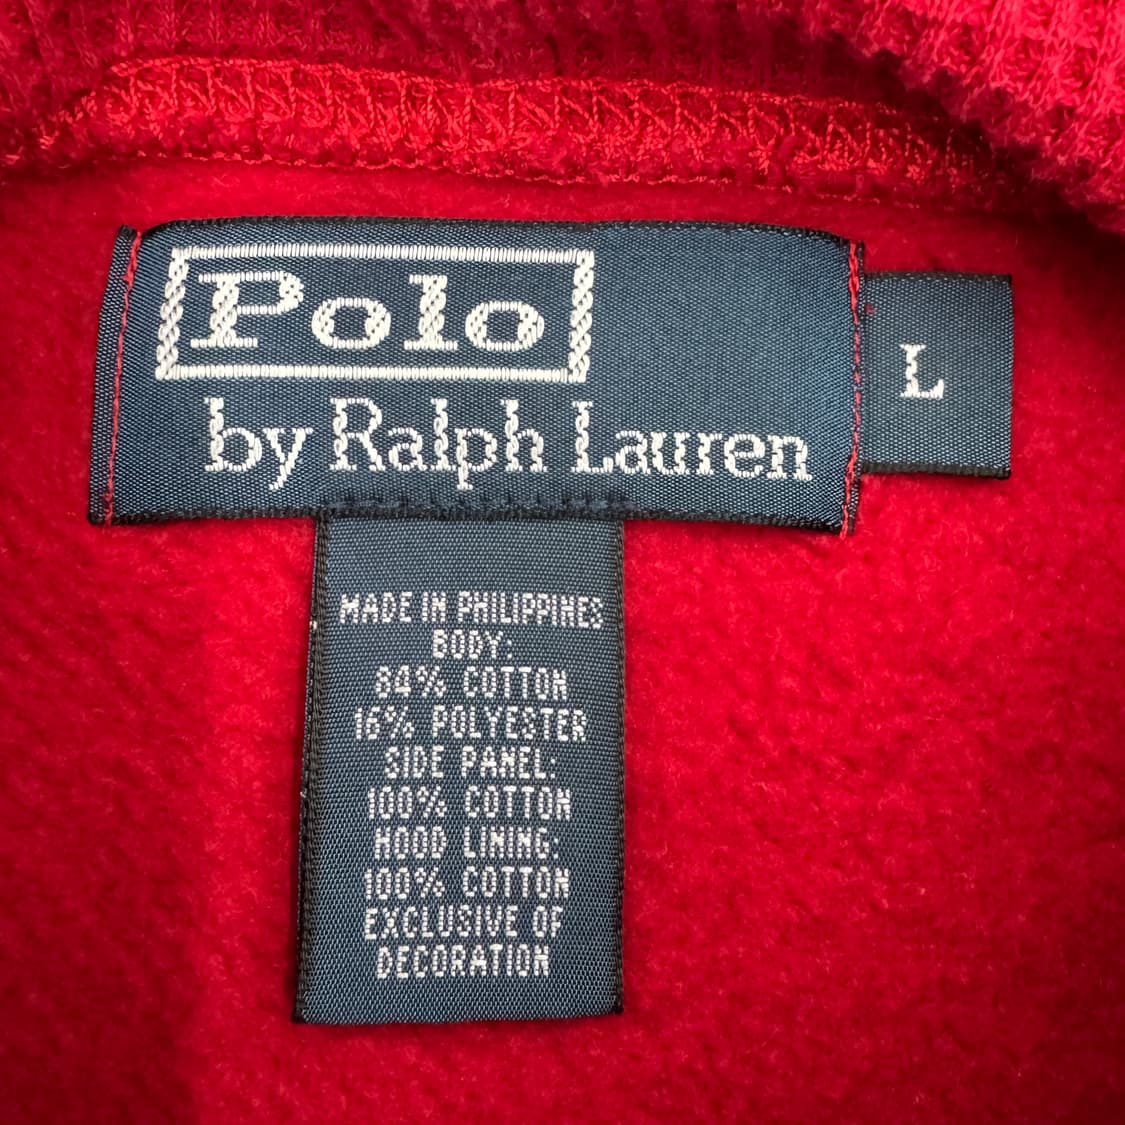 Polo
by Ralph Lauren
L
MADE IN PHILIPPINES
BODY:
84% COTTON
16% POLYESTER
SIDE PANEL:
100% COTTON
HOOD LINING:
100% COTTON
EXCLUSIVE OF
DECORATION